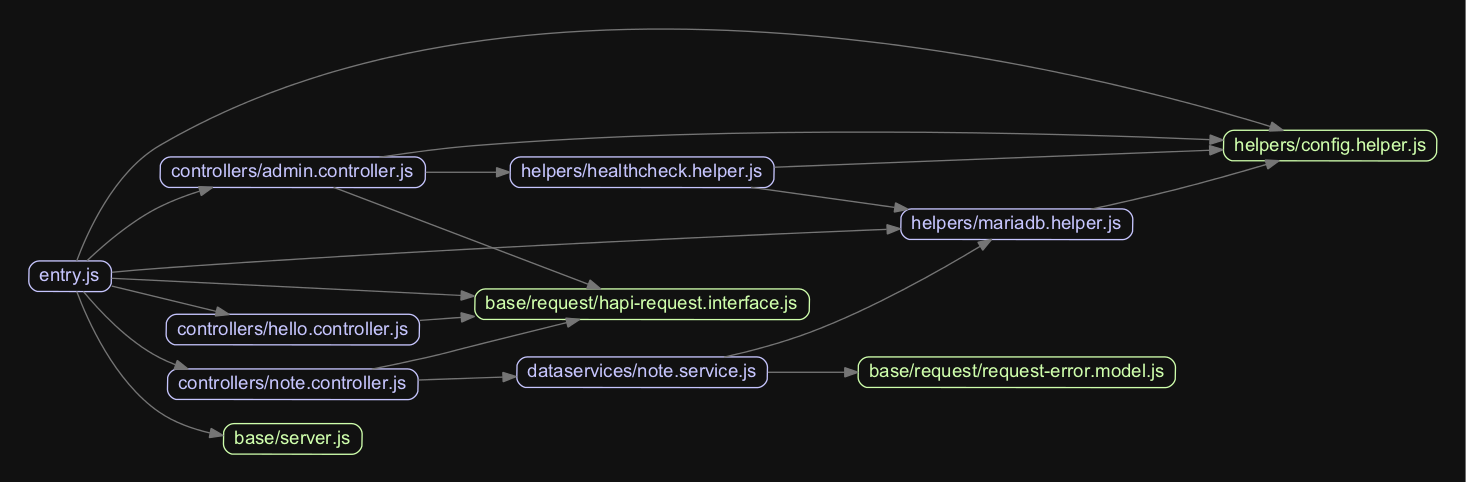 helpers/config.helper.js
controllers/admin.controller.js
helpers/healthcheck.helper.js
helpers/mariadb.helper.js
entry.js
base/request/hapi-request.interface.js
controllers/hello.controller.js
dataservices/note.service.js
base/request/request-error.model.js
controllers/note.controller.js
base/server.js